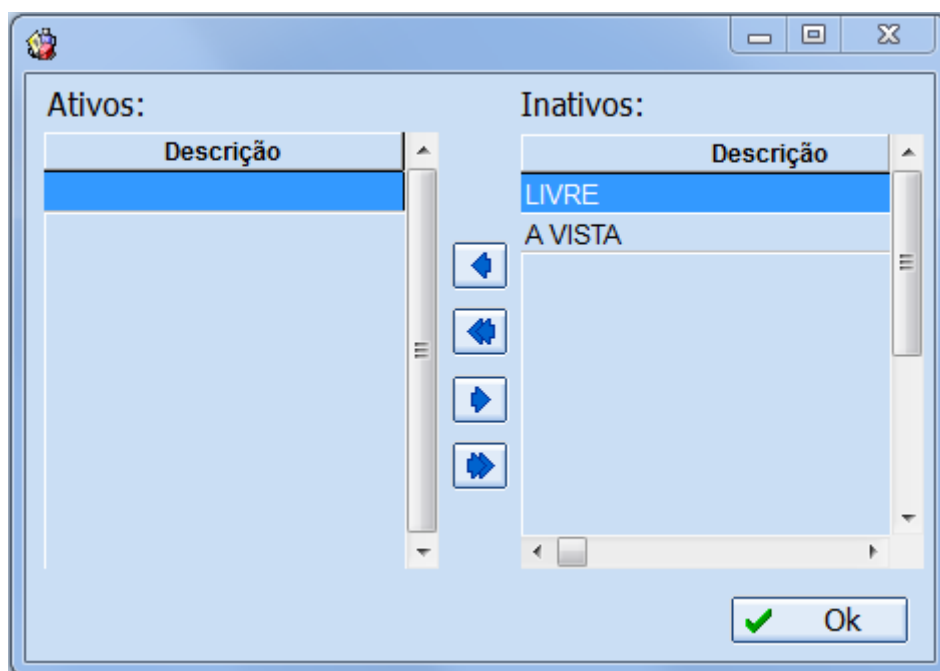 Ativos:
Inativos:
Descrição
Descrição
LIVRE
A VISTA
Ok